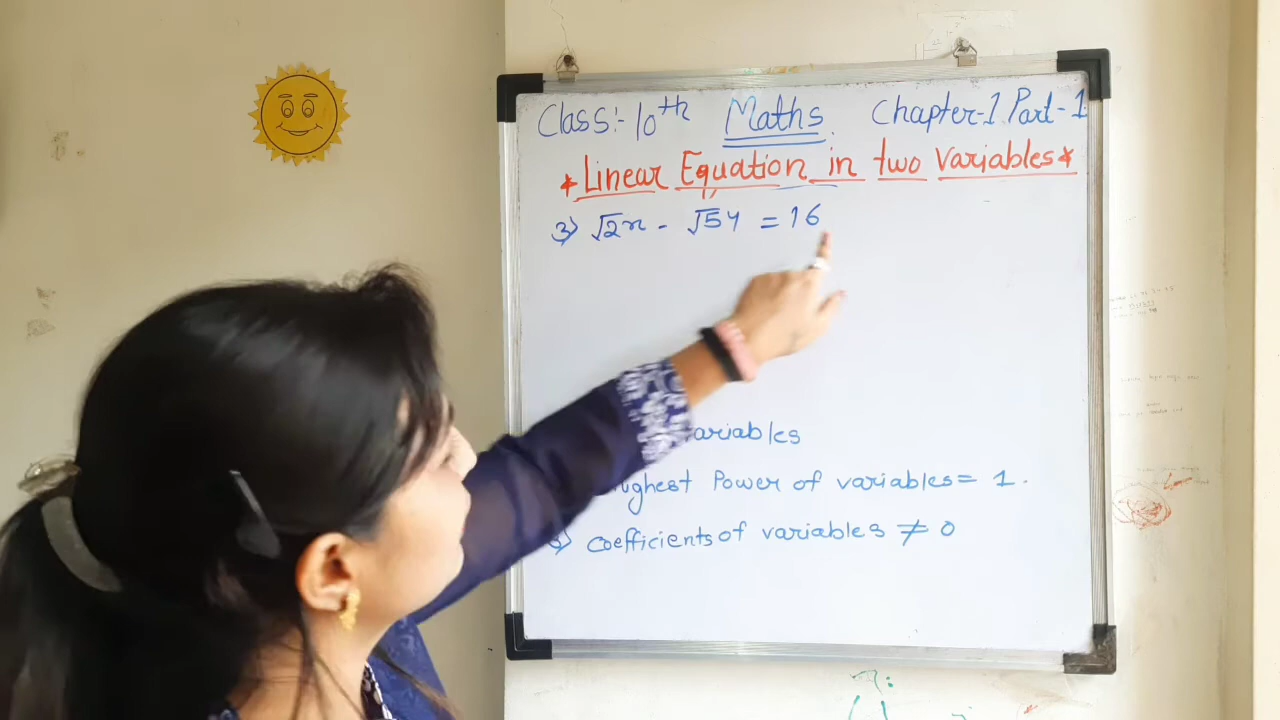 Class:- 10th Maths Chapter-1 Part-1
*Linear Equation in two Variables*
3) √2x - √5y = 16
ariables
ighest Power of variables = 1.
3) coefficients of variables ≠ 0